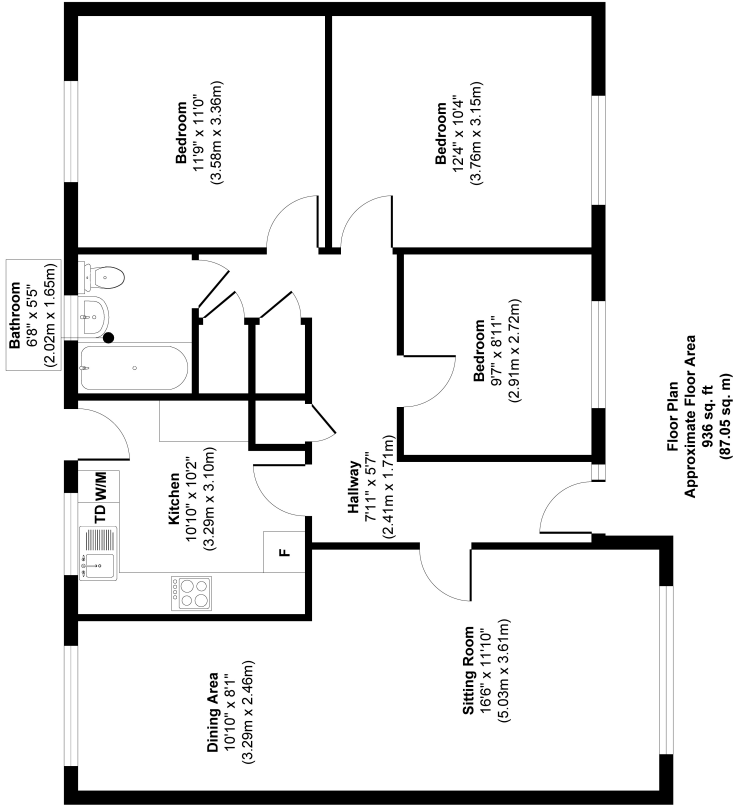 Bedroom
11'9" x 11'0"
(3.58m x 3.36m)
Bedroom
12'4" x 10'4"
(3.76m x 3.15m)
Bathroom
6'8" x 5'5"
(2.02m x 1.65m)
Bedroom
9'7" x 8'11"
(2.91m x 2.72m)
Kitchen
10'10" x 10'2"
(3.29m x 3.10m)
TD W/M
F
Hallway
7'11" x 5'7"
(2.41m x 1.71m)
Dining Area
10'10" x 8'1"
(3.29m x 2.46m)
Sitting Room
16'6" x 11'10"
(5.03m x 3.61m)
Floor Plan
Approximate Floor Area
936 sq. ft
(87.05 sq. m)